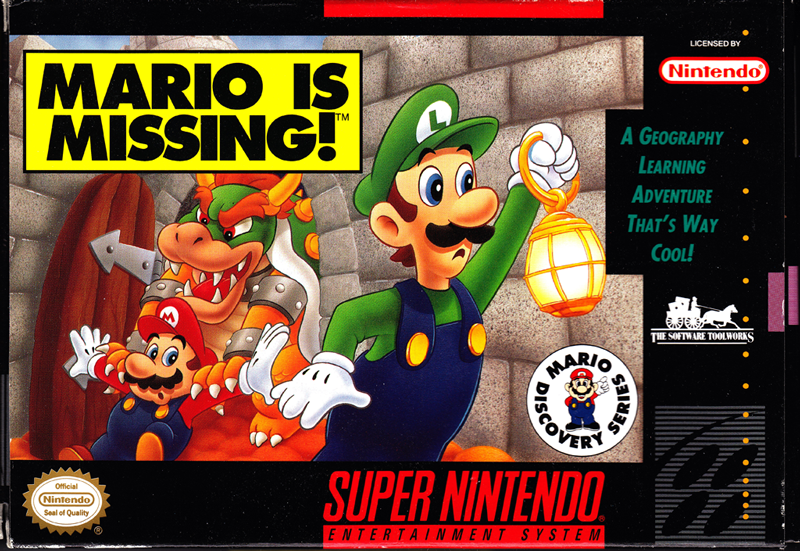 MARIO IS
MISSING!™
LICENSED BY
Nintendo®
A GEOGRAPHY
LEARNING
ADVENTURE
THAT'S WAY
COOL!
L
M
THE SOFTWARE TOOLWORKS
MARIO DISCOVERY SERIES
Official
Nintendo
Seal of Quality
®
SUPER NINTENDO®
ENTERTAINMENT SYSTEM